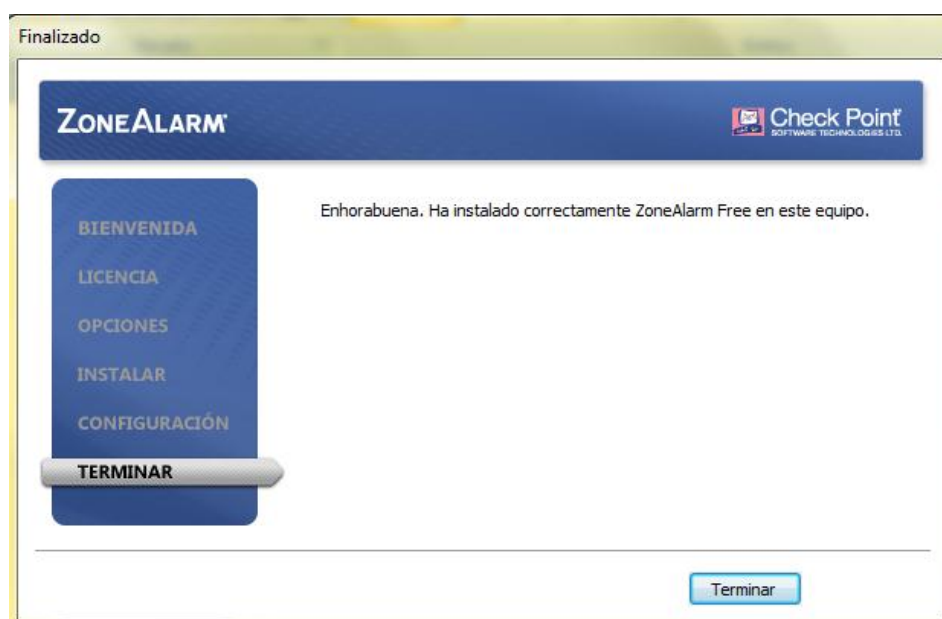 Finalizado
ZONEALARM
Check Point
SOFTWARE TECHNOLOGIES LTD.
Enhorabuena. Ha instalado correctamente ZoneAlarm Free en este equipo.
BIENVENIDA
LICENCIA
OPCIONES
INSTALAR
CONFIGURACIÓN
TERMINAR
Terminar